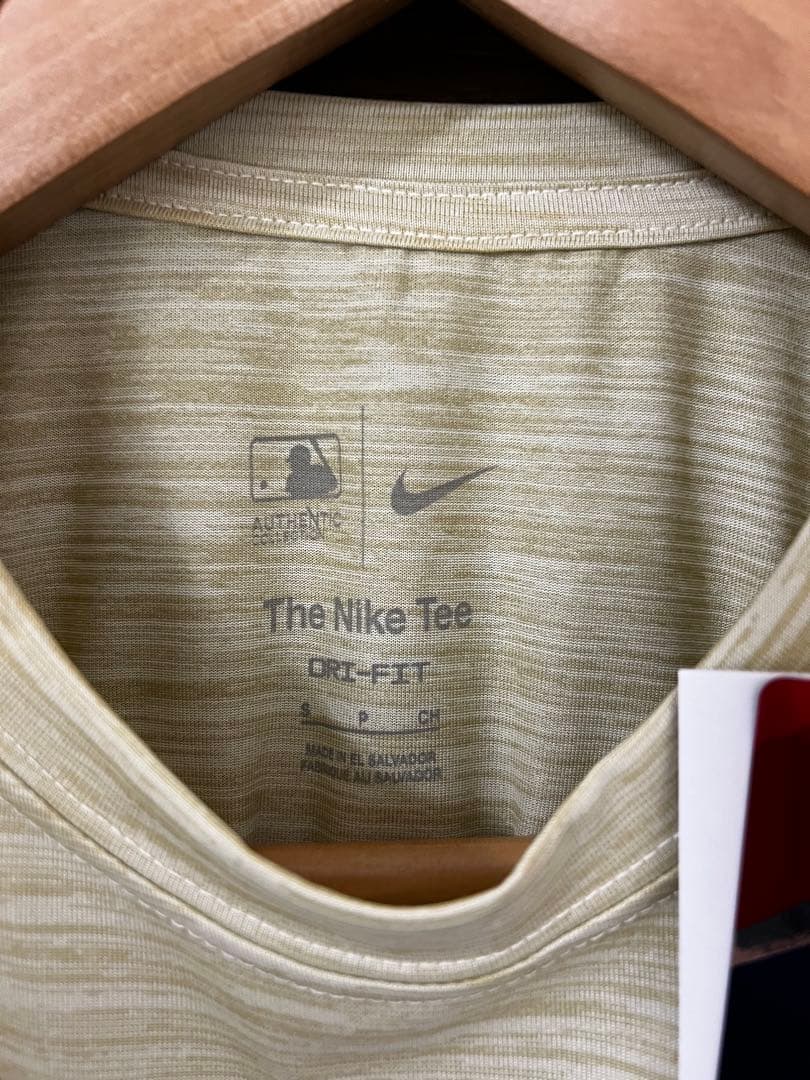 AUTHENTIC
COLLECTION
The Nike Tee
DRI-FIT
S P CH
MADE IN EL SALVADOR
FABRIQUÉ AU SALVADOR